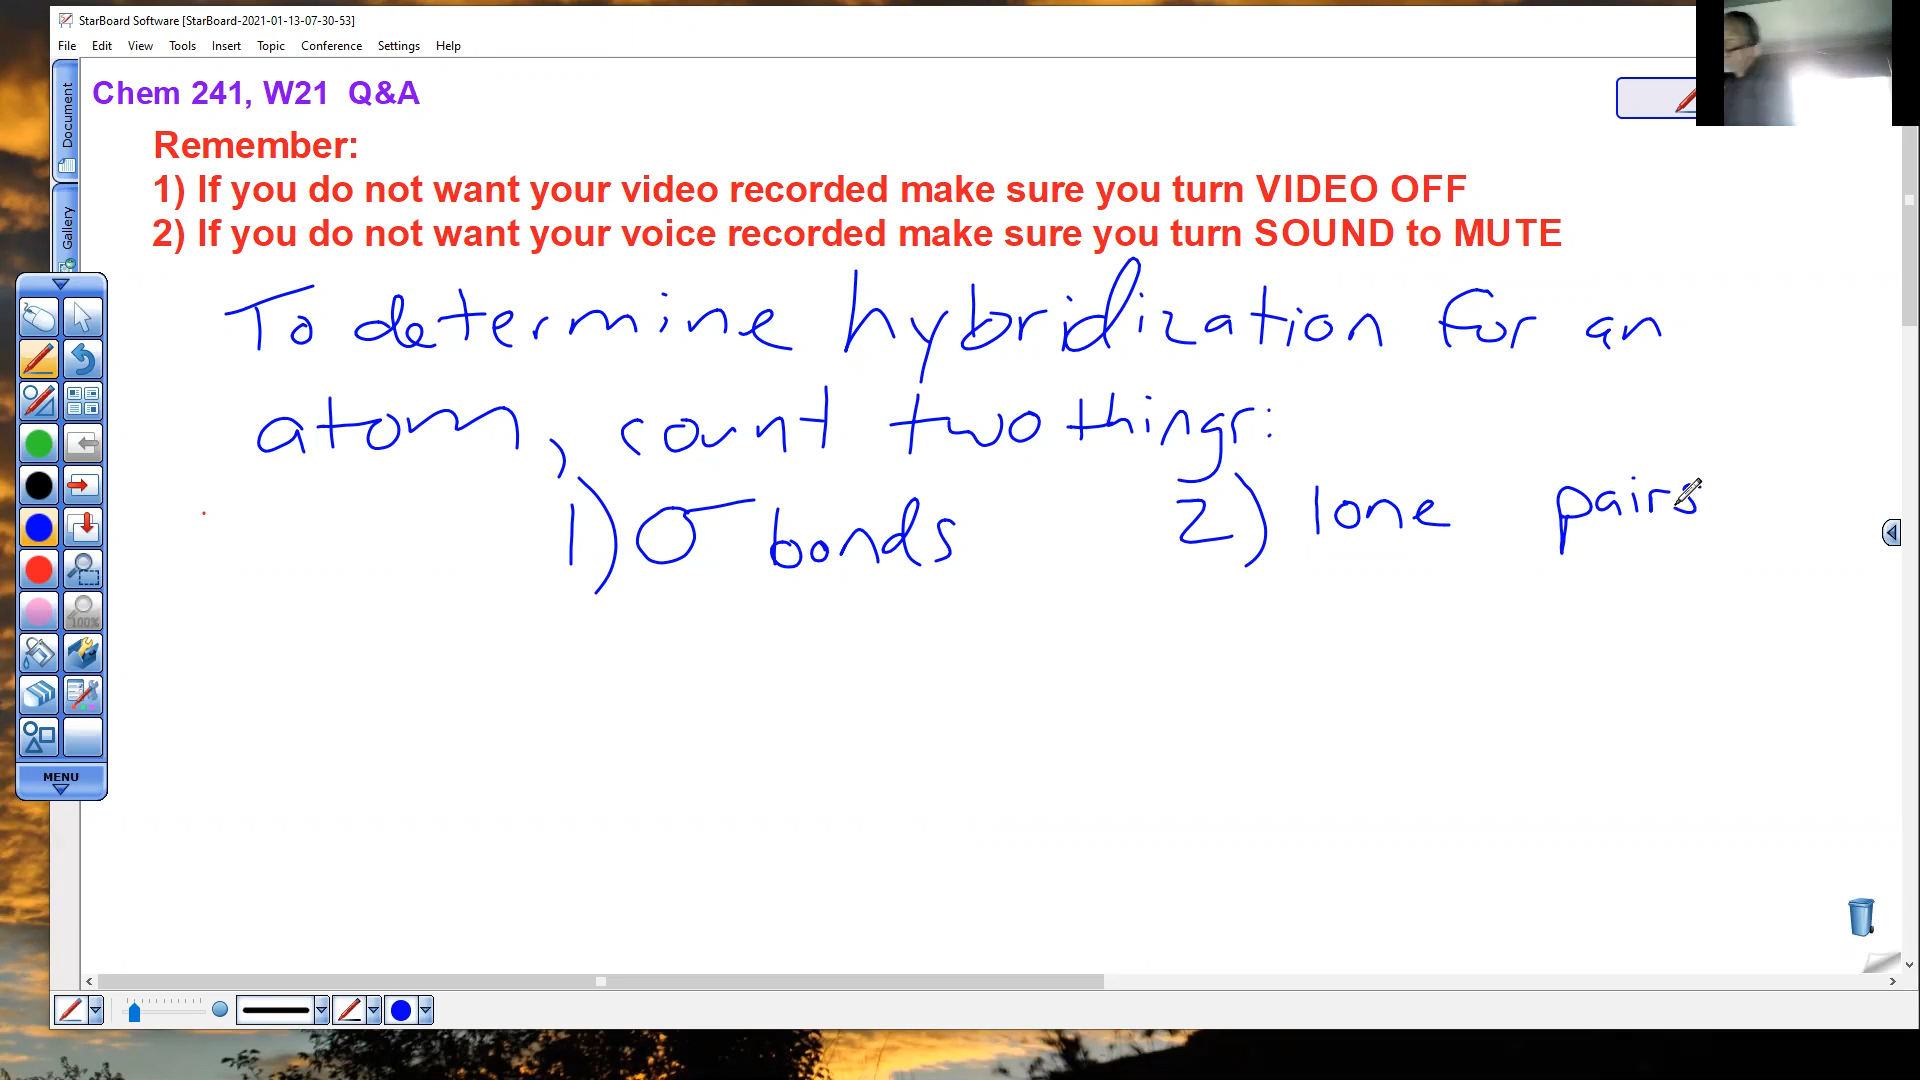 StarBoard Software [StarBoard-2021-01-13-07-30-53]
File Edit View Tools Insert Topic Conference Settings Help
Document
Gallery
Chem 241, W21 Q&A
Remember:
1) If you do not want your video recorded make sure you turn VIDEO OFF
2) If you do not want your voice recorded make sure you turn SOUND to MUTE
To determine hybridization for an
atom, count two things:
1) σ bonds 2) lone pairs
100%
MENU